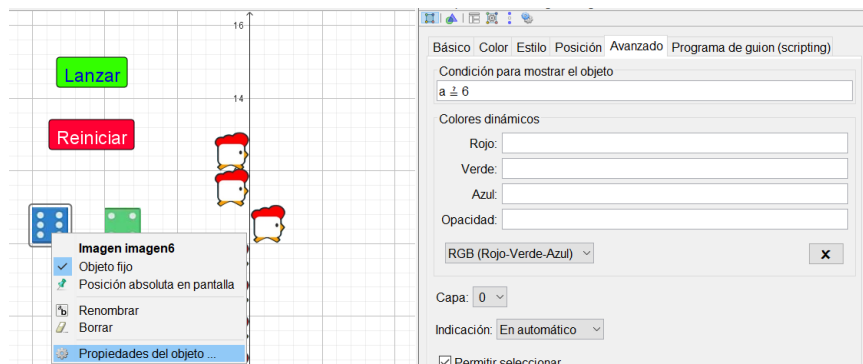 16
Lanzar
14
Reiniciar
Imagen imagen6
Objeto fijo
Posición absoluta en pantalla
Renombrar
Borrar
Propiedades del objeto ...
Básico Color Estilo Posición Avanzado Programa de guion (scripting)
Condición para mostrar el objeto
a ≟ 6
Colores dinámicos
Rojo:
Verde:
Azul:
Opacidad:
RGB (Rojo-Verde-Azul)
x
Capa: 0
Indicación: En automático
Permitir seleccionar